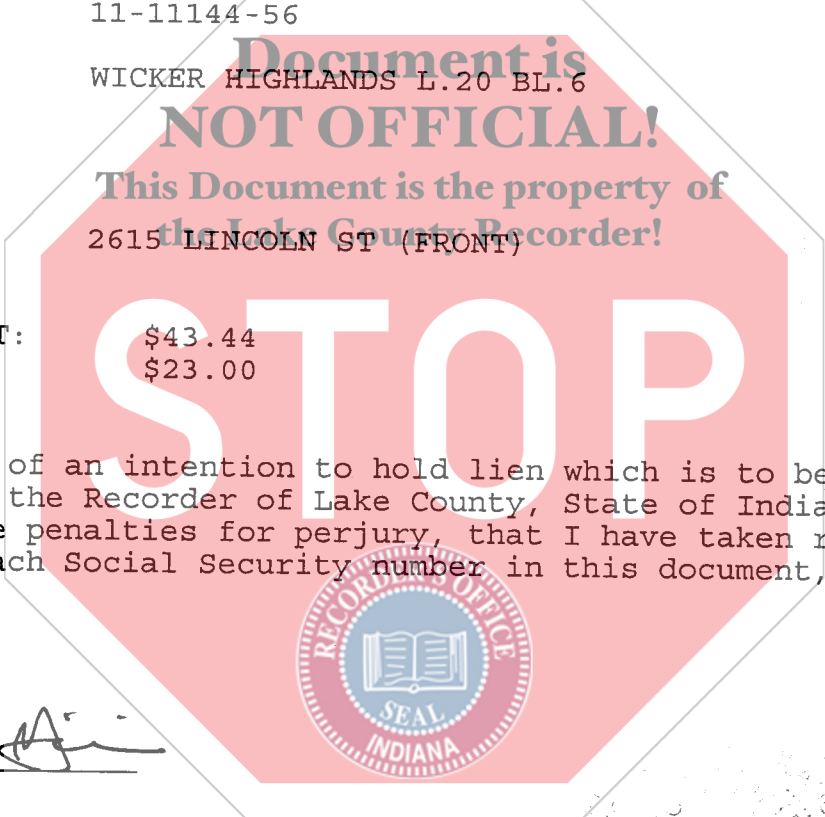 11-11144-56
Document is
WICKER HIGHLANDS L.20 BL.6
NOT OFFICIAL!
This Document is the property of
the Lake County Recorder!
2615 LINCOLN ST (FRONT)
T: $43.44
$23.00
STOP
of an intention to hold lien which is to be
the Recorder of Lake County, State of India
e penalties for perjury, that I have taken r
ach Social Security number in this document,
RECORDER'S OFFICE
SEAL
INDIANA